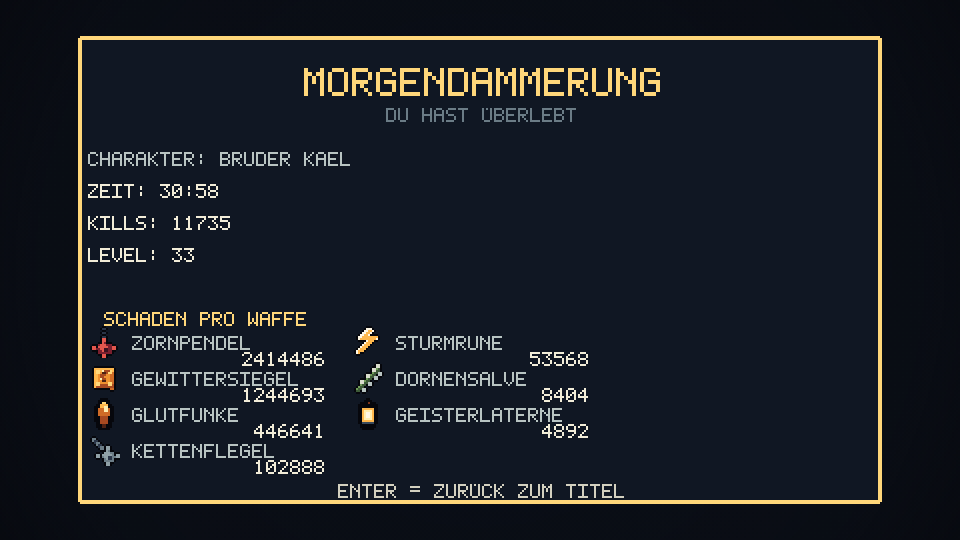 MORGENDAMMERUNG
DU HAST ÜBERLEBT
CHARAKTER: BRUDER KAEL
ZEIT: 30:58
KILLS: 11735
LEVEL: 33
SCHADEN PRO WAFFE
ZORNPENDEL
2414486
GEWITTERSIEGEL
1244693
GLUTFUNKE
446641
KETTENFLEGEL
102888
STURMRUNE
53568
DORNENSALVE
8404
GEISTERLATERNE
4892
ENTER = ZURÜCK ZUM TITEL